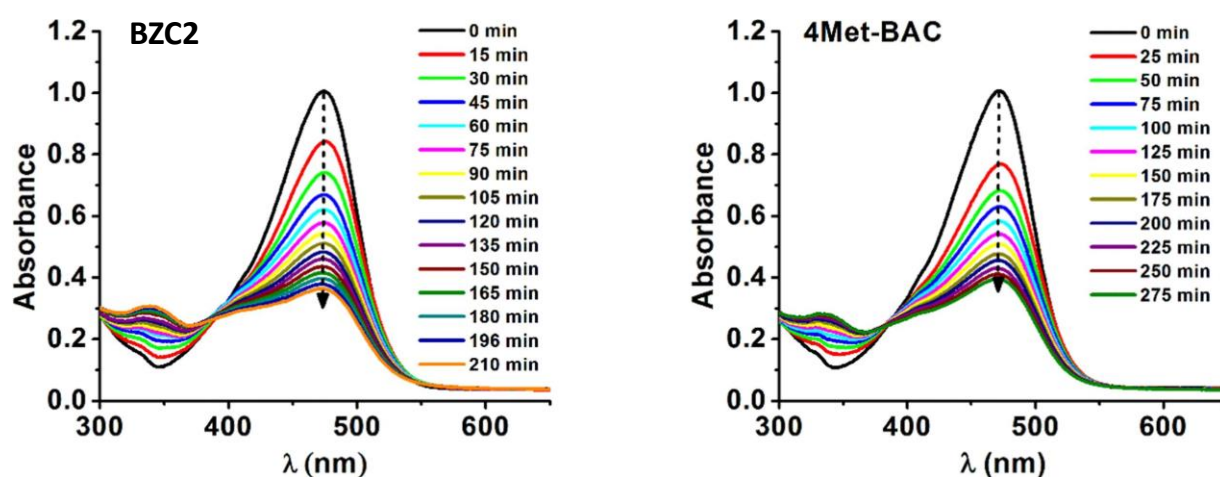 BZC2
1.2
1.0
0.8
0.6
0.4
0.2
0.0
Absorbance
0 min
15 min
30 min
45 min
60 min
75 min
90 min
105 min
120 min
135 min
150 min
165 min
180 min
196 min
210 min
300 400 500 600
λ (nm)
4Met-BAC
1.2
1.0
0.8
0.6
0.4
0.2
0.0
Absorbance
0 min
25 min
50 min
75 min
100 min
125 min
150 min
175 min
200 min
225 min
250 min
275 min
300 400 500 600
λ (nm)